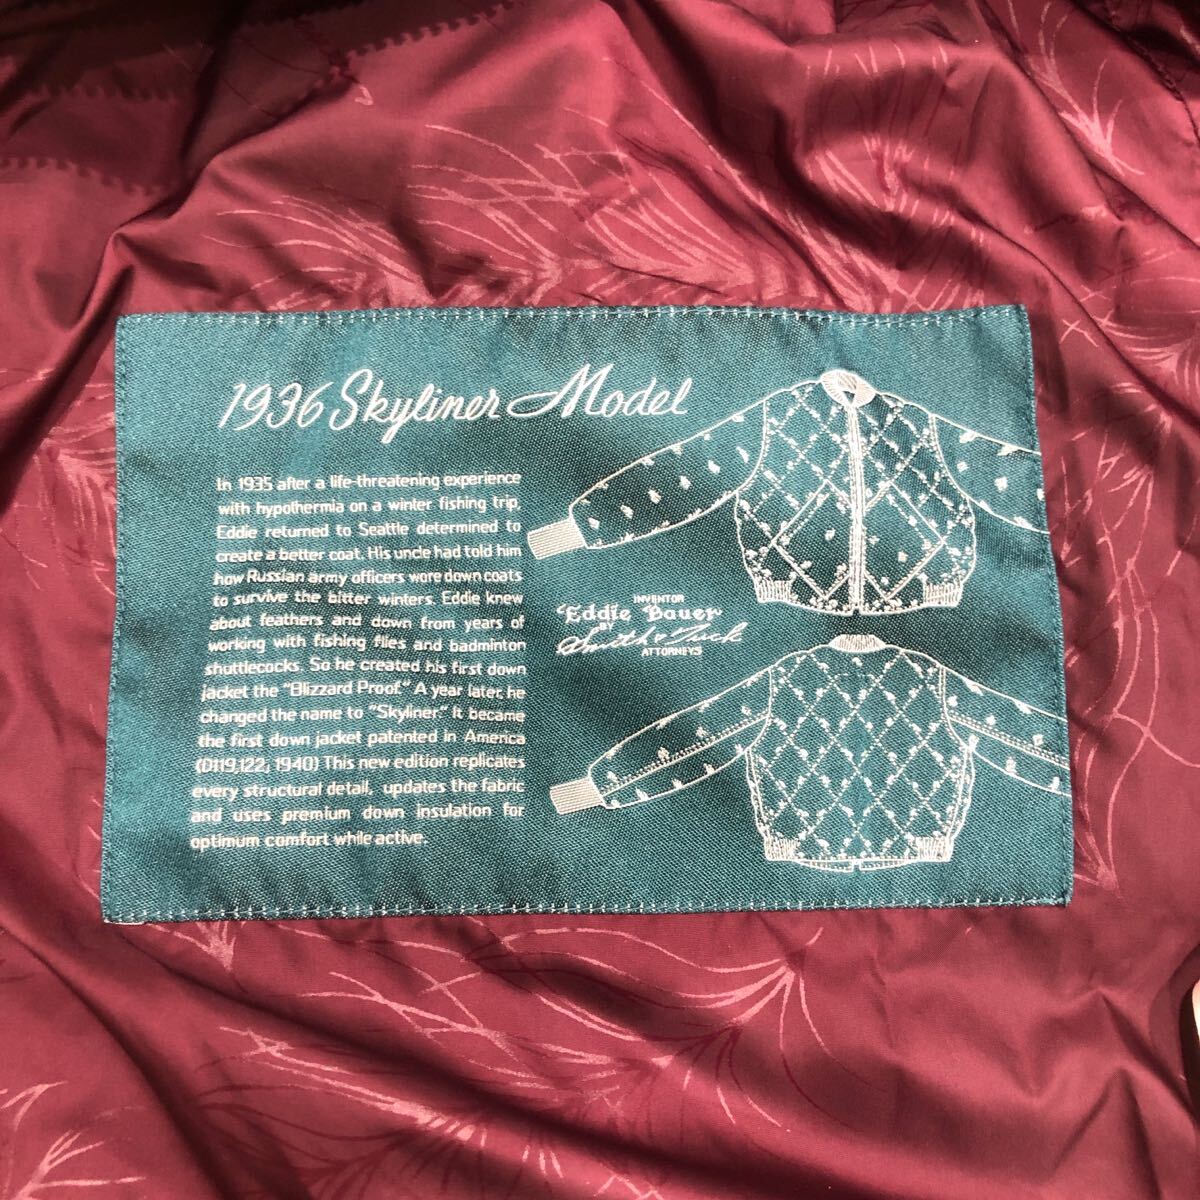 1936 Skyliner Model
In 1935 after a life-threatening experience
with hypothermia on a winter fishing trip,
Eddie returned to Seattle determined to
create a better coat. His uncle had told him
how Russian army officers wore down coats
to survive the bitter winters. Eddie knew
about feathers and down from years of
working with fishing flies and badminton
shuttlecocks. So he created his first down
jacket the "Blizzard Proof." A year later, he
changed the name to "Skyliner." It became
the first down jacket patented in America
(D119,122; 1940) This new edition replicates
every structural detail, updates the fabric
and uses premium down insulation for
optimum comfort while active.
INVENTOR
Eddie Bauer
BY
Smith & Tuck
ATTORNEYS